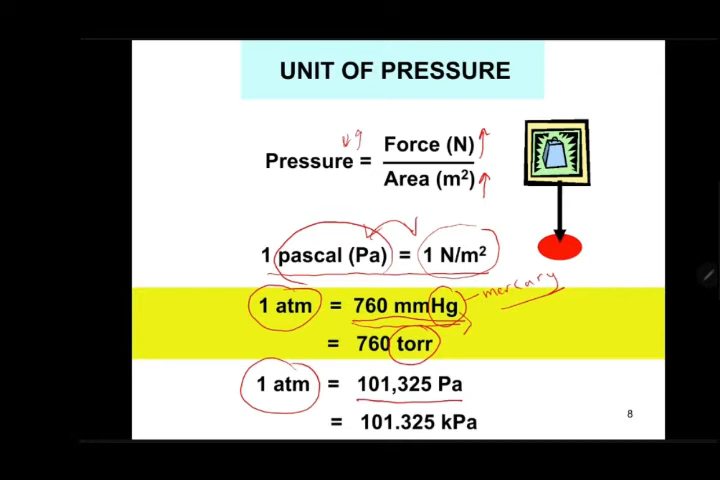 UNIT OF PRESSURE
Pressure = Force (N)
Area (m²)
1 pascal (Pa) = 1 N/m²
mercury
1 atm = 760 mmHg
= 760 torr
1 atm = 101,325 Pa
= 101.325 kPa
8